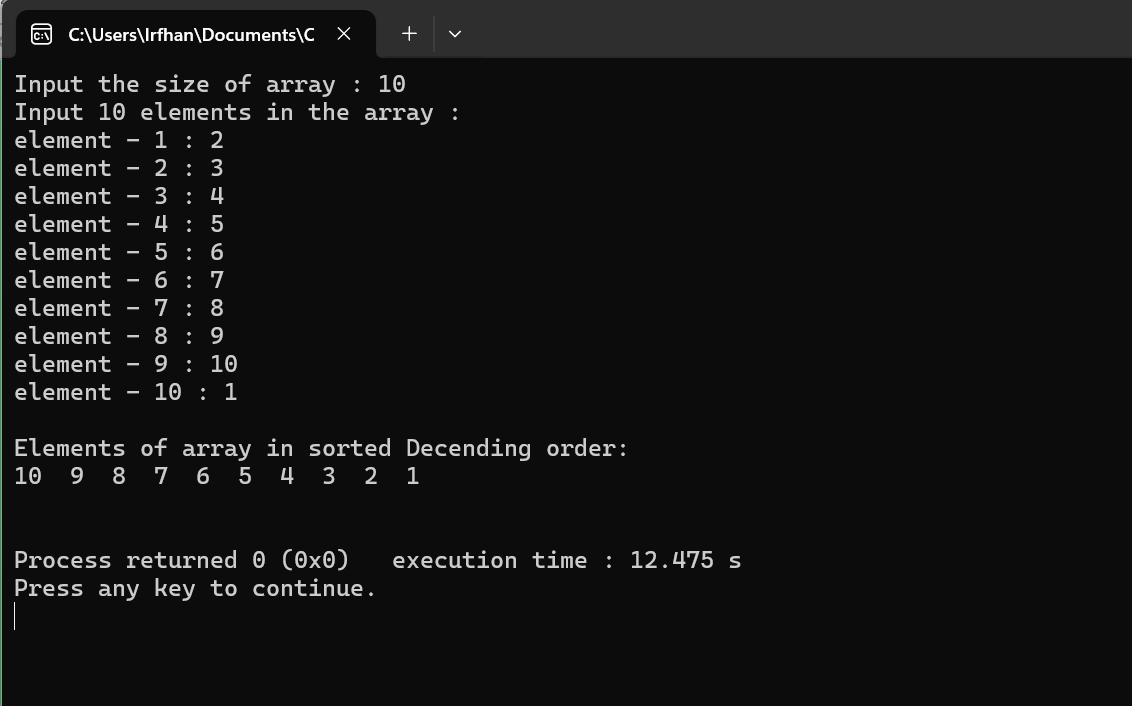 C:\Users\Irfhan\Documents\C
Input the size of array : 10
Input 10 elements in the array :
element - 1 : 2
element - 2 : 3
element - 3 : 4
element - 4 : 5
element - 5 : 6
element - 6 : 7
element - 7 : 8
element - 8 : 9
element - 9 : 10
element - 10 : 1
Elements of array in sorted Decending order:
10  9  8  7  6  5  4  3  2  1
Process returned 0 (0x0)   execution time : 12.475 s
Press any key to continue.